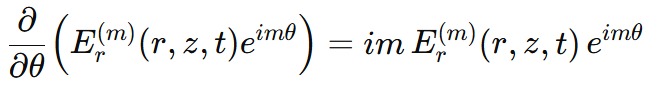 ∂/∂θ (E_r^{(m)}(r, z, t)e^{imθ}) = im E_r^{(m)}(r, z, t) e^{imθ}